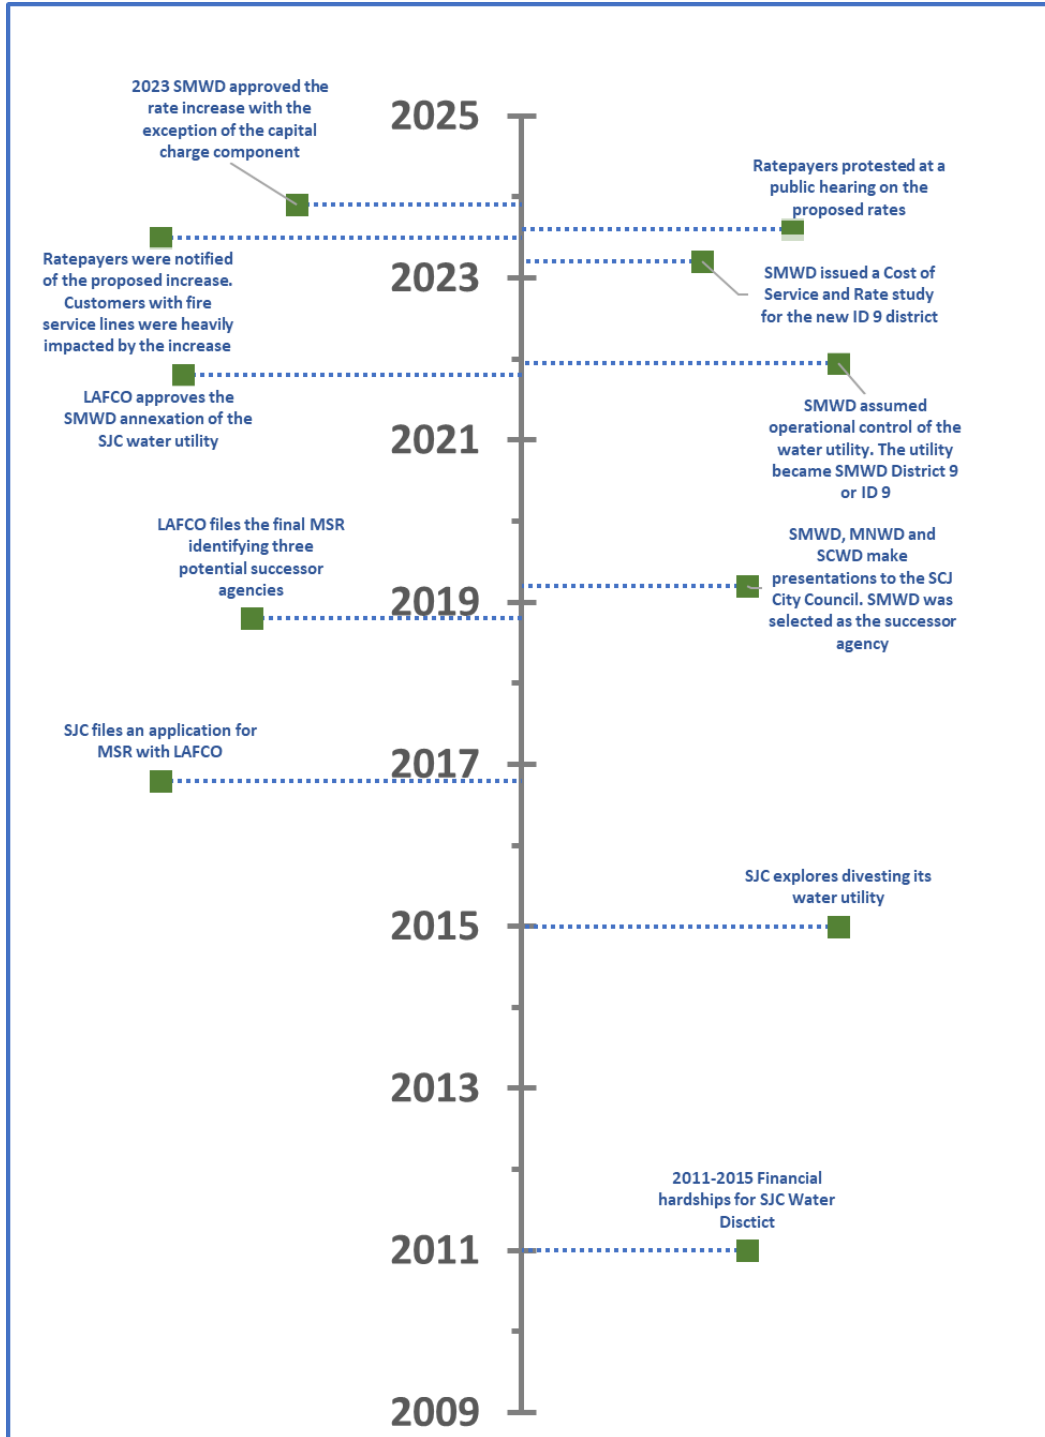 2023 SMWD approved the
rate increase with the
exception of the capital
charge component
2025
Ratepayers protested at a
public hearing on the
proposed rates
Ratepayers were notified
of the proposed increase.
Customers with fire
service lines were heavily
impacted by the increase
2023
SMWD issued a Cost of
Service and Rate study
for the new ID 9 district
LAFCO approves the
SMWD annexation of the
SJC water utility
2021
SMWD assumed
operational control of the
water utility. The utility
became SMWD District 9
or ID 9
LAFCO files the final MSR
identifying three
potential successor
agencies
2019
SMWD, MNWD and
SCWD make
presentations to the SCJ
City Council. SMWD was
selected as the successor
agency
SJC files an application for
MSR with LAFCO
2017
SJC explores divesting its
water utility
2015
2013
2011-2015 Financial
hardships for SJC Water
Disctict
2011
2009